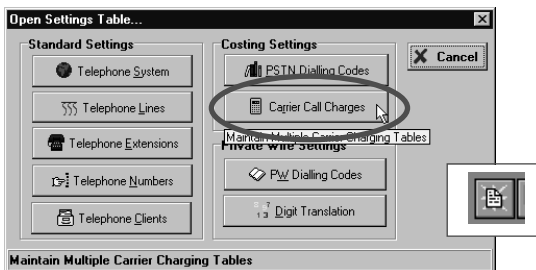 Open Settings Table...
Standard Settings
Telephone System
Telephone Lines
Telephone Extensions
Telephone Numbers
Telephone Clients
Costing Settings
PSTN Dialling Codes
Carrier Call Charges
Maintain Multiple Carrier Charging Tables
Private Wire Settings
PW Dialling Codes
Digit Translation
Cancel
Maintain Multiple Carrier Charging Tables